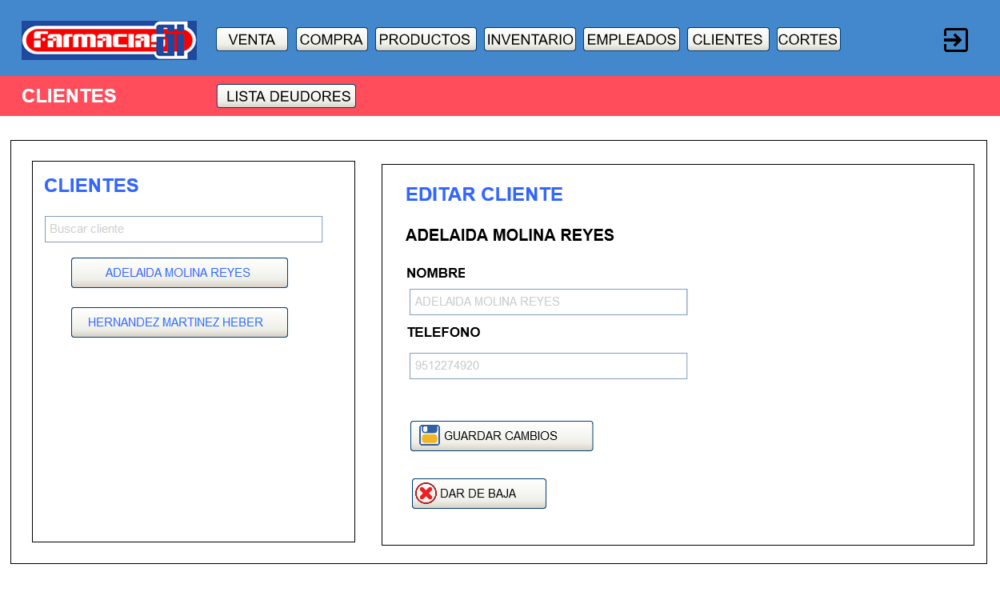 Farmacias GI
VENTA COMPRA PRODUCTOS INVENTARIO EMPLEADOS CLIENTES CORTES
CLIENTES LISTA DEUDORES
CLIENTES
Buscar cliente
ADELAIDA MOLINA REYES
HERNANDEZ MARTINEZ HEBER
EDITAR CLIENTE
ADELAIDA MOLINA REYES
NOMBRE
ADELAIDA MOLINA REYES
TELEFONO
9512274920
GUARDAR CAMBIOS
DAR DE BAJA